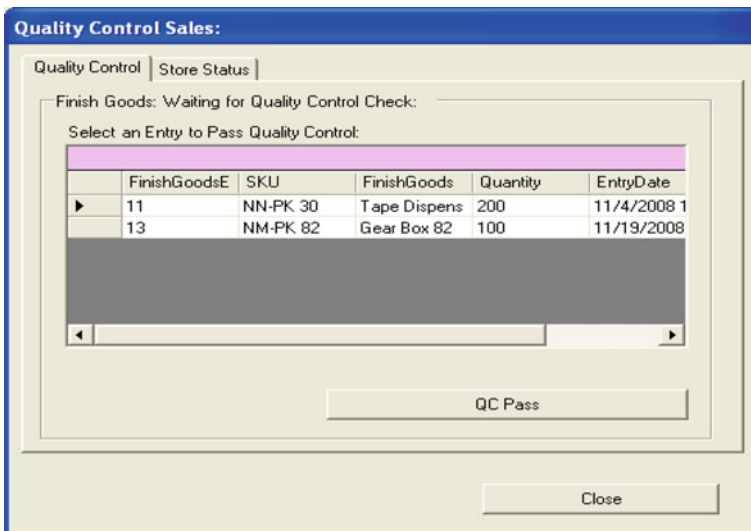 Quality Control Sales:
Quality Control Store Status
Finish Goods: Waiting for Quality Control Check:
Select an Entry to Pass Quality Control:
FinishGoodsE SKU FinishGoods Quantity EntryDate
11 NN-PK 30 Tape Dispens 200 11/4/2008 1
13 NM-PK 82 Gear Box 82 100 11/19/2008
QC Pass
Close